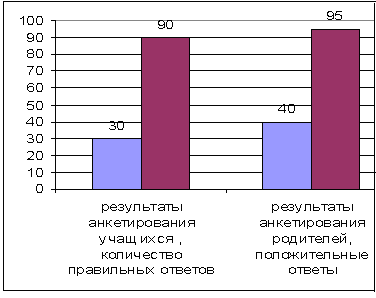 100
90
80
70
60
50
40
30
20
10
0
30
90
40
95
результаты
анкетирования
учащихся ,
количество
правильных ответов
результаты
анкетирования
родителей,
положительные
ответы